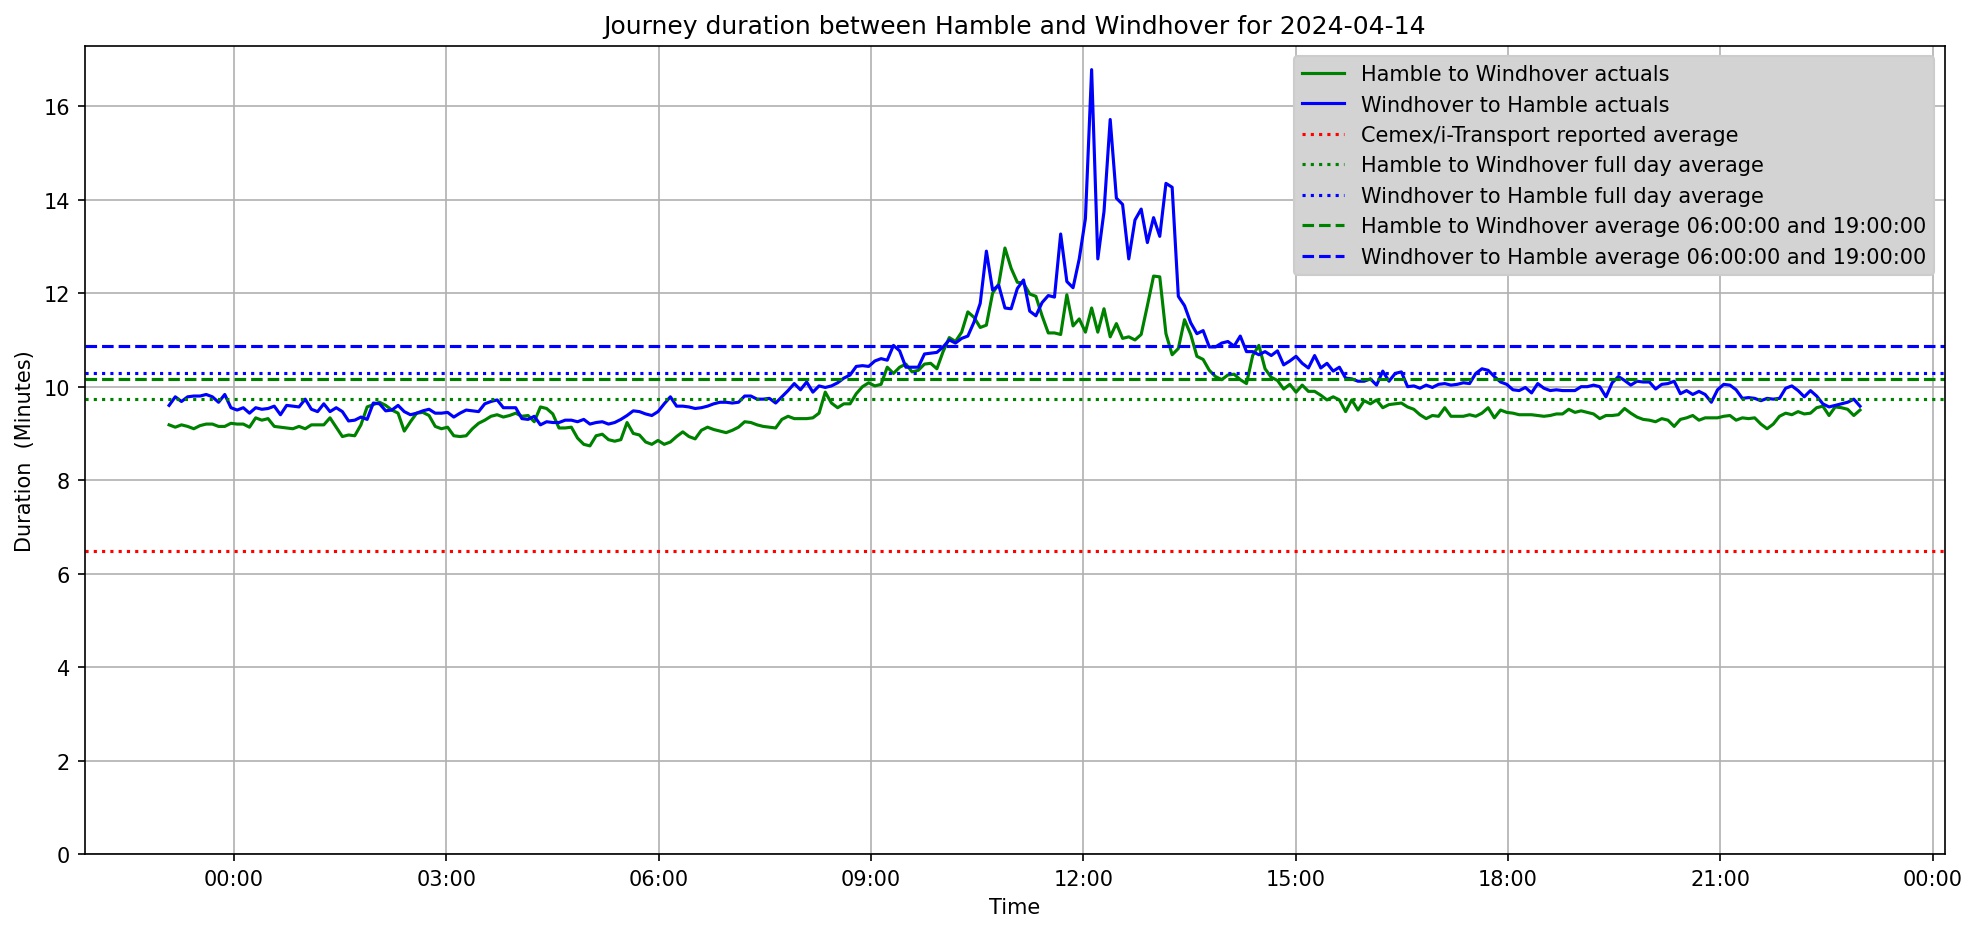 Journey duration between Hamble and Windhover for 2024-04-14
Hamble to Windhover actuals
Windhover to Hamble actuals
Cemex/i-Transport reported average
Hamble to Windhover full day average
Windhover to Hamble full day average
Hamble to Windhover average 06:00:00 and 19:00:00
Windhover to Hamble average 06:00:00 and 19:00:00
Duration (Minutes)
16
14
12
10
8
6
4
2
0
00:00 03:00 06:00 09:00 12:00 15:00 18:00 21:00 00:00
Time